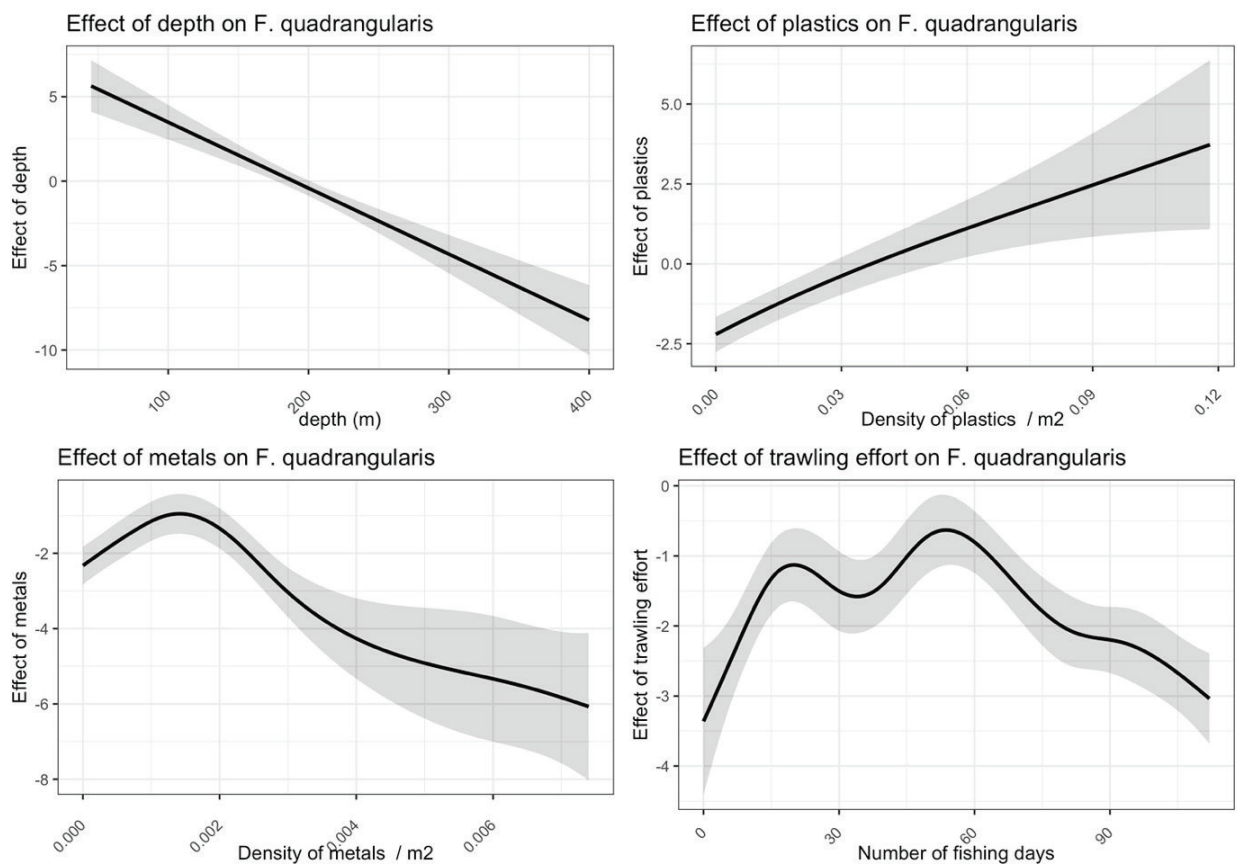 Effect of depth on F. quadrangularis
Effect of depth
5
0
-5
-10
100
200
300
400
depth (m)
Effect of plastics on F. quadrangularis
Effect of plastics
5.0
2.5
0.0
-2.5
0.00
0.03
0.06
0.09
0.12
Density of plastics / m2
Effect of metals on F. quadrangularis
Effect of metals
-2
-4
-6
-8
0.000
0.002
0.004
0.006
Density of metals / m2
Effect of trawling effort on F. quadrangularis
Effect of trawling effort
0
-1
-2
-3
-4
0
30
60
90
Number of fishing days